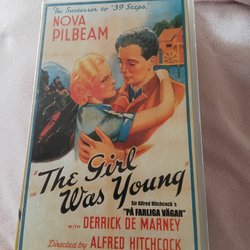 The Successor to "39 Steps."
NOVA
PILBEAM
IN "The Girl
Was Young"
Sir Alfred Hitchcock´s
"PÅ FARLIGA VÄGAR"
WITH DERRICK DE MARNEY
Directed by ALFRED HITCHCOCK